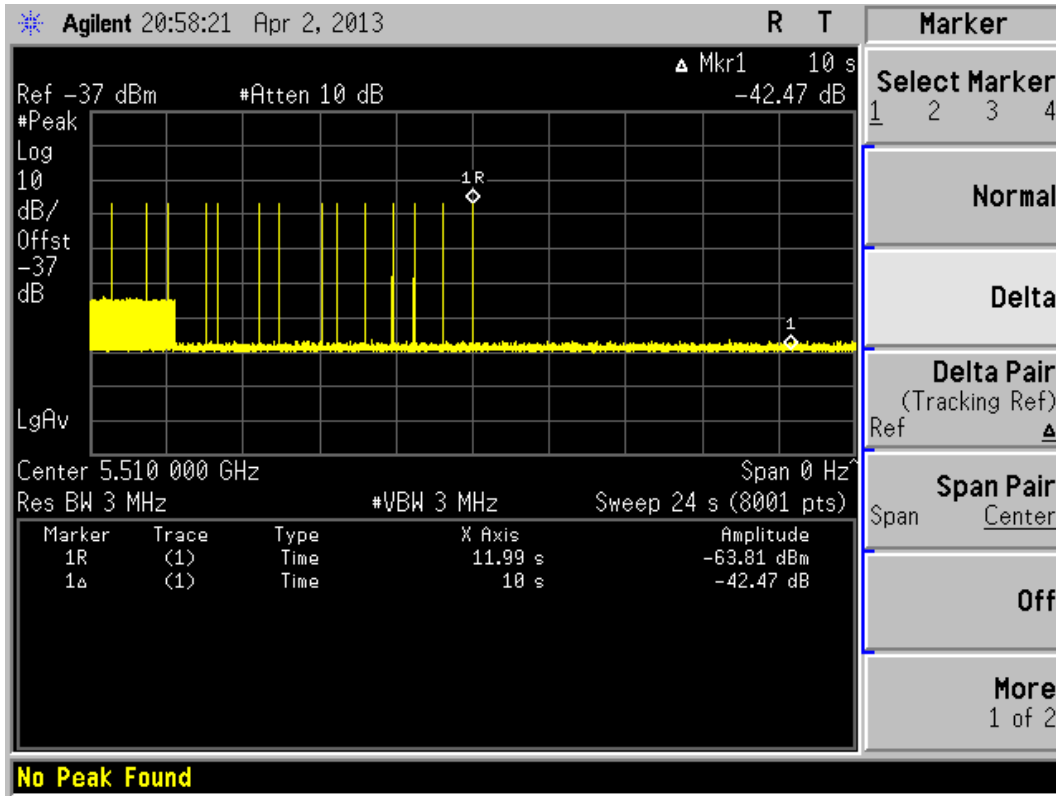 Agilent 20:58:21 Apr 2, 2013 R T
Marker
Δ Mkr1 10 s
Ref -37 dBm #Atten 10 dB -42.47 dB
#Peak
Log
10
dB/
Offst
-37
dB
1R
1
LgAv
Center 5.510 000 GHz Span 0 Hz^
Res BW 3 MHz #VBW 3 MHz Sweep 24 s (8001 pts)
Marker Trace Type X Axis Amplitude
1R (1) Time 11.99 s -63.81 dBm
1Δ (1) Time 10 s -42.47 dB
Select Marker
1 2 3 4
Normal
Delta
Delta Pair
(Tracking Ref)
Ref Δ
Span Pair
Span Center
Off
More
1 of 2
No Peak Found